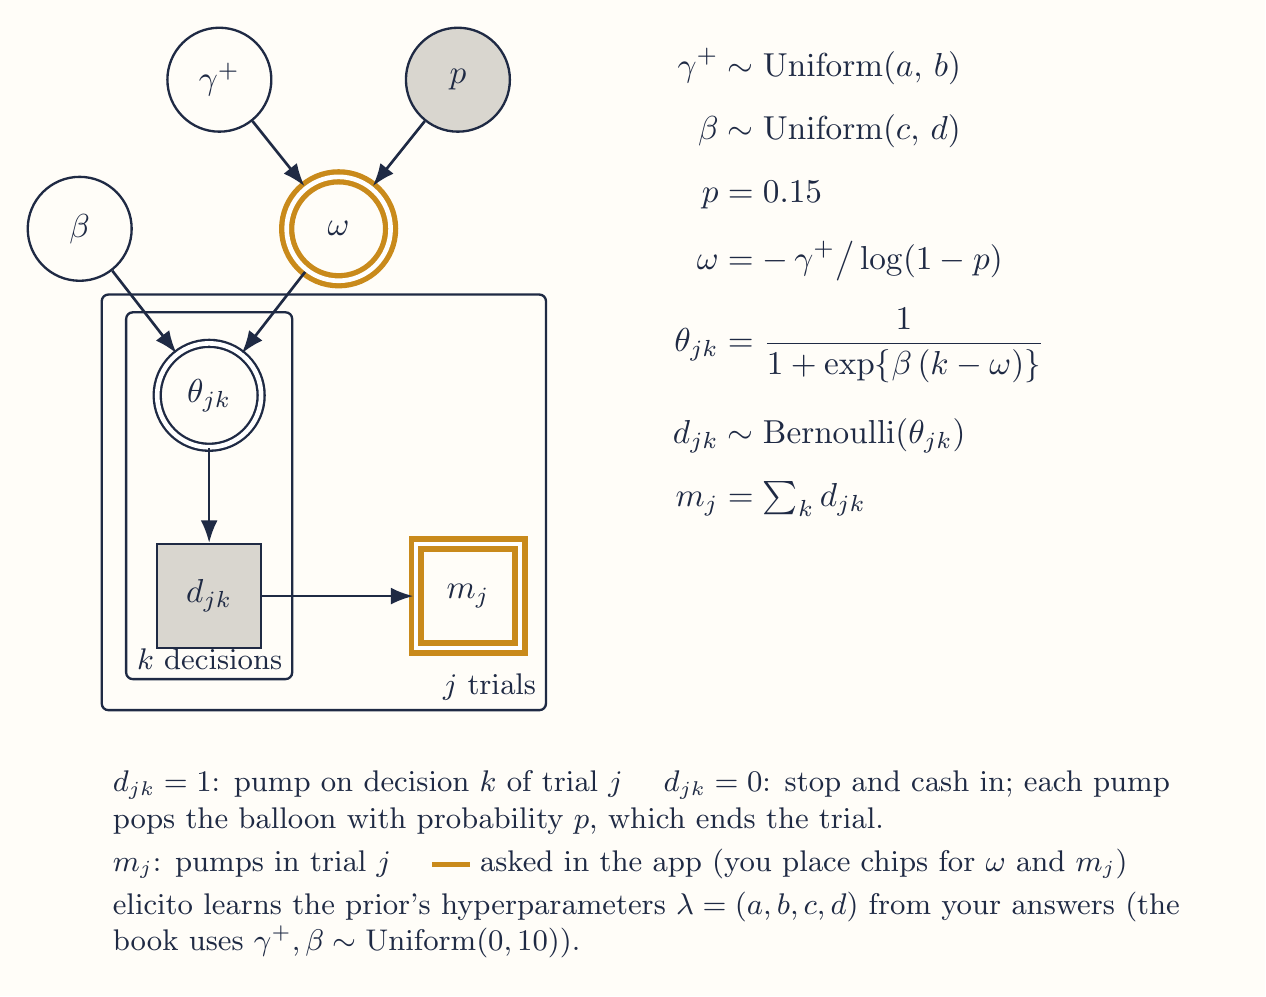 γ⁺
p
β
ω
θ_jk
d_jk
m_j
k decisions
j trials
γ⁺ ∼ Uniform(a, b)
β ∼ Uniform(c, d)
p = 0.15
ω = − γ⁺/ log(1 − p)
θ_jk = 1 / (1 + exp{β (k − ω)})
d_jk ∼ Bernoulli(θ_jk)
m_j = ∑_k d_jk
d_jk = 1: pump on decision k of trial j d_jk = 0: stop and cash in; each pump
pops the balloon with probability p, which ends the trial.
m_j: pumps in trial j asked in the app (you place chips for ω and m_j)
elicito learns the prior's hyperparameters λ = (a, b, c, d) from your answers (the
book uses γ⁺, β ∼ Uniform(0, 10)).